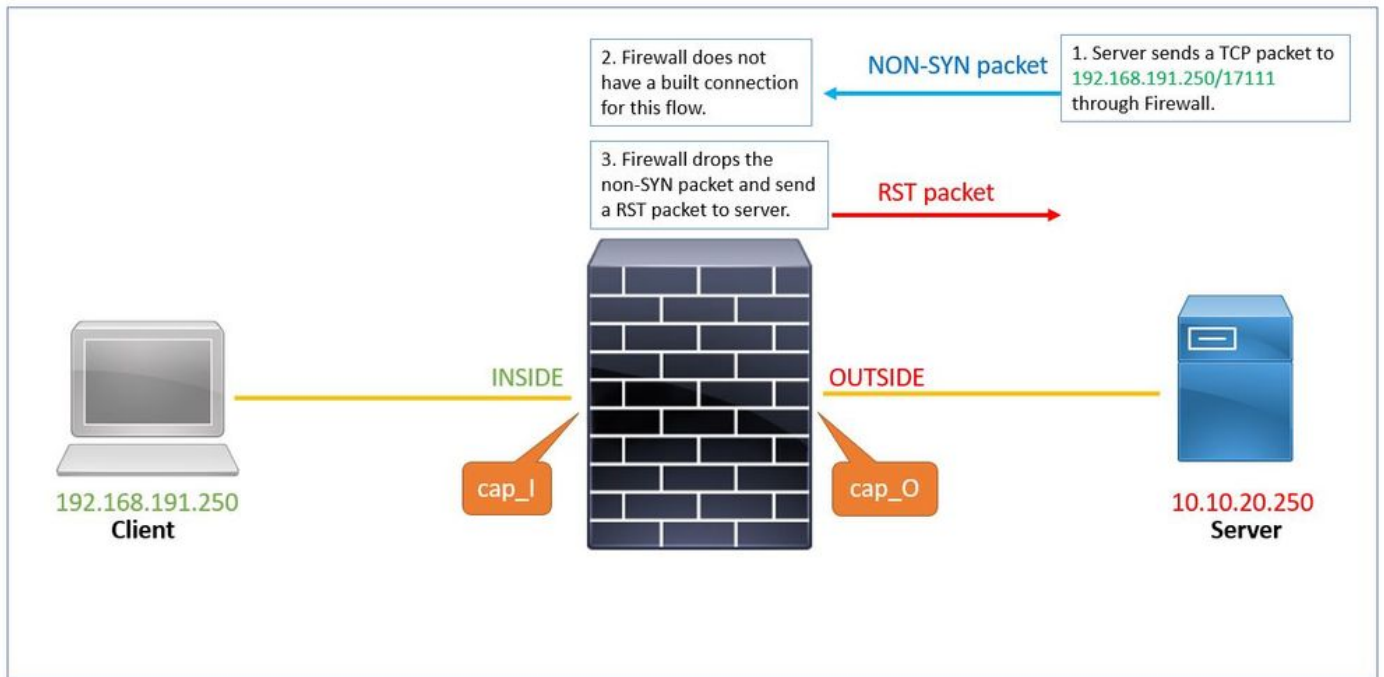 2. Firewall does not
have a built connection
for this flow.
NON-SYN packet
1. Server sends a TCP packet to
192.168.191.250/17111
through Firewall.
3. Firewall drops the
non-SYN packet and send
a RST packet to server.
RST packet
INSIDE
OUTSIDE
cap_I
cap_O
192.168.191.250
Client
10.10.20.250
Server